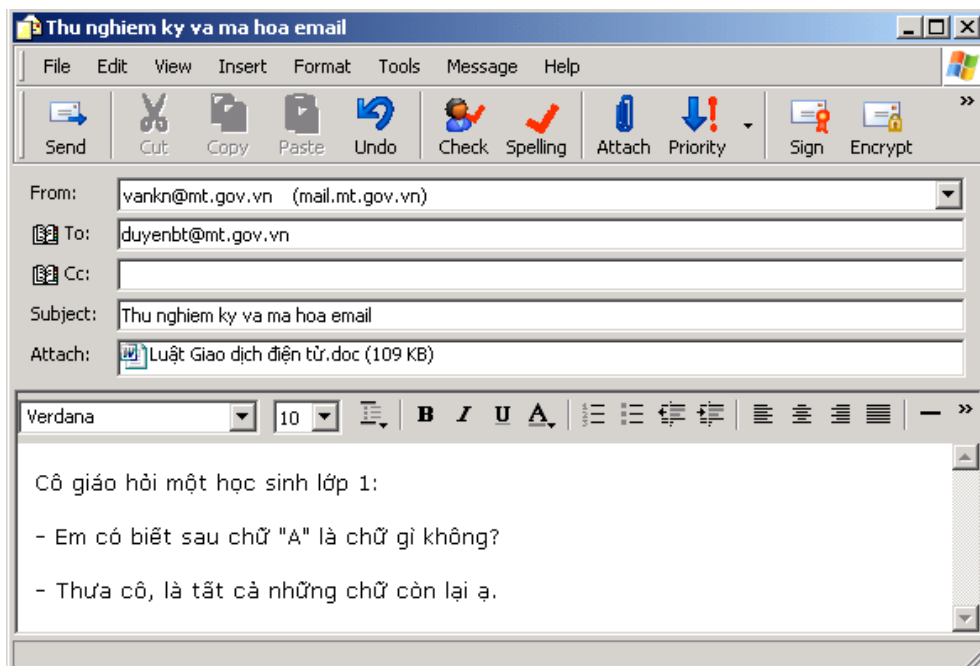 Thu nghiem ky va ma hoa email
File Edit View Insert Format Tools Message Help
Send Cut Copy Paste Undo Check Spelling Attach Priority Sign Encrypt
From: vankn@mt.gov.vn (mail.mt.gov.vn)
To: duyenbt@mt.gov.vn
Cc:
Subject: Thu nghiem ky va ma hoa email
Attach: Luật Giao dịch điện tử.doc (109 KB)
Verdana 10 B I U A
Cô giáo hỏi một học sinh lớp 1:
- Em có biết sau chữ "A" là chữ gì không?
- Thưa cô, là tất cả những chữ còn lại ạ.